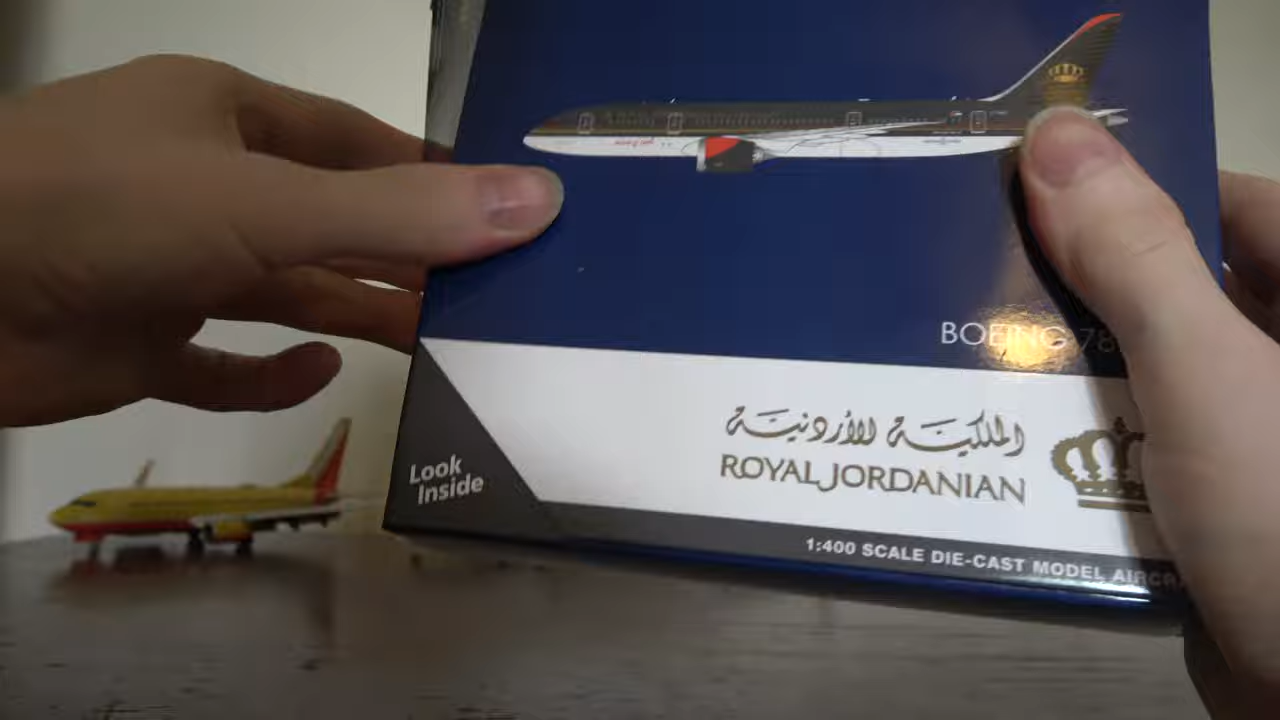 BOEING 78
الملكية الأردنية
ROYAL JORDANIAN
Look
Inside
1:400 SCALE DIE-CAST MODEL AIRCR